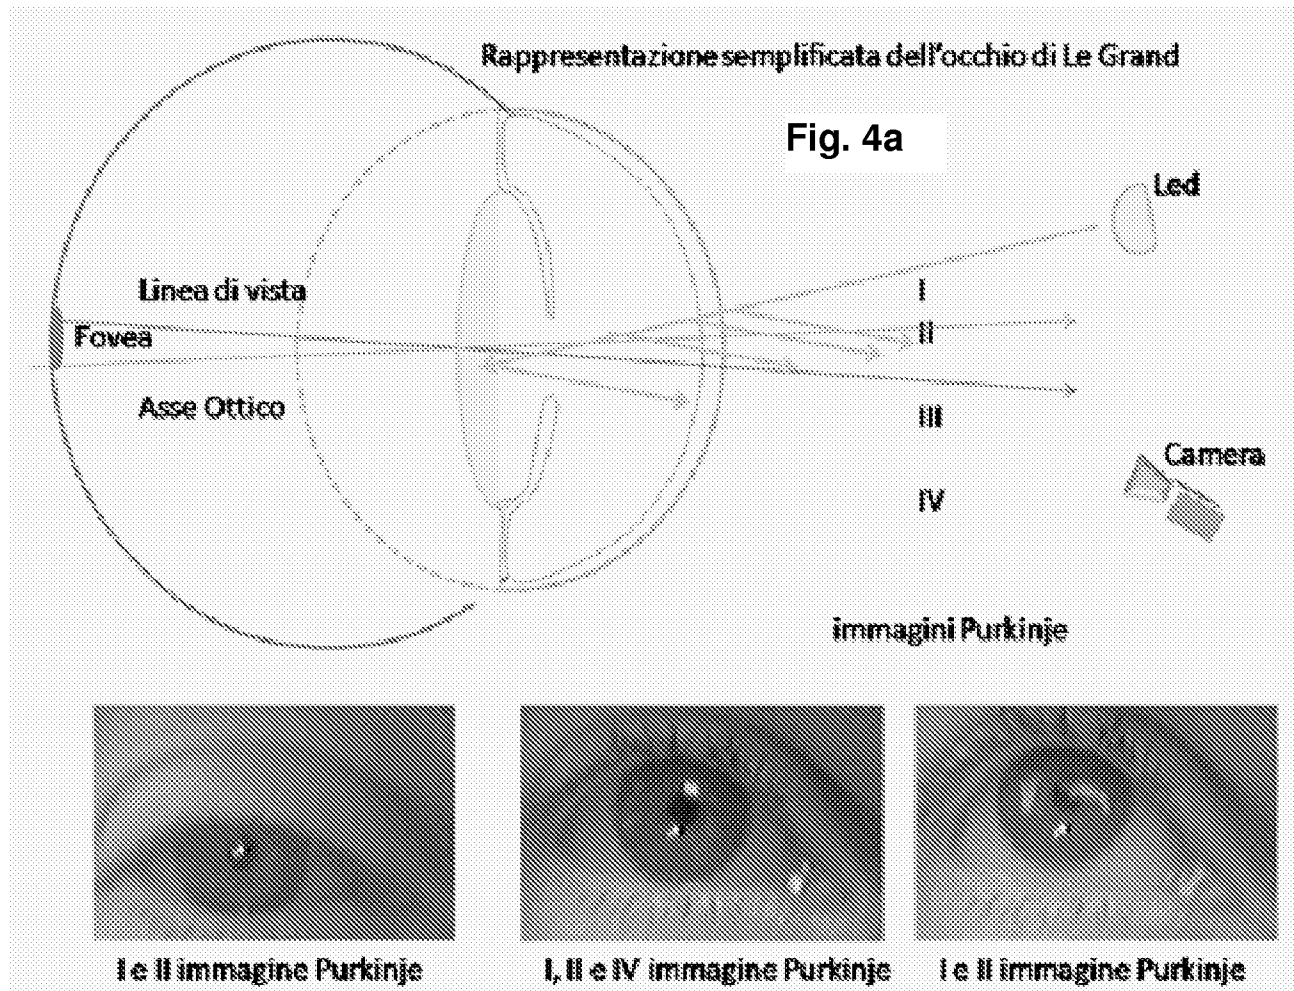 Rappresentazione semplificata dell'occhio di Le Grand
Fig. 4a
Led
Linea di vista
I
Fovea
II
Asse Ottico
III
Camera
IV
immagini Purkinje
I e II immagine Purkinje
I, II e IV immagine Purkinje
I e II immagine Purkinje